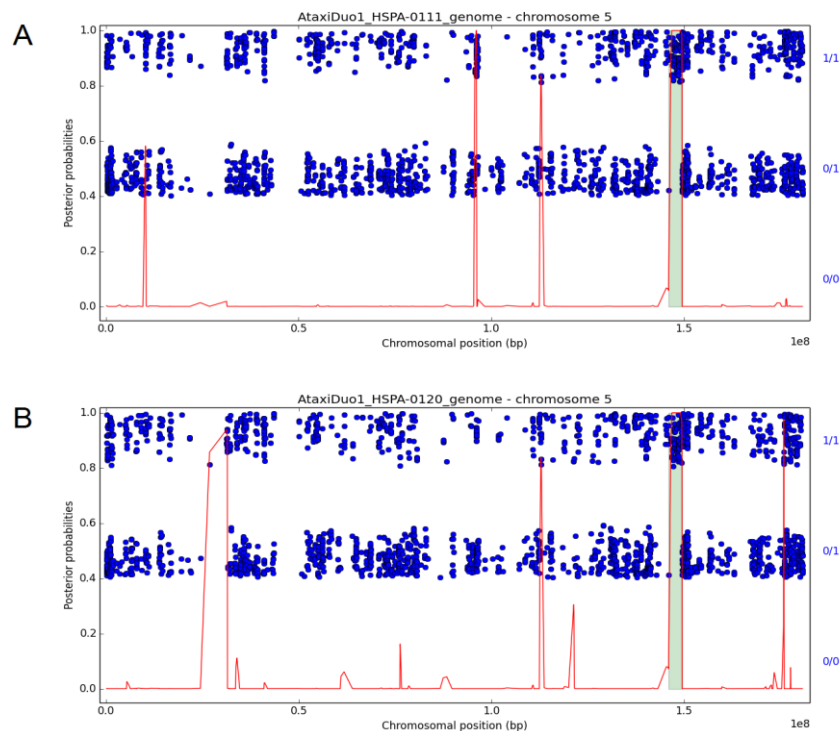 A
AtaxiDuo1_HSPA-0111_genome - chromosome 5
Posterior probabilities
1.0
0.8
0.6
0.4
0.2
0.0
1/1
0/1
0/0
0.0
0.5
1.0
1.5
1e8
Chromosomal position (bp)
B
AtaxiDuo1_HSPA-0120_genome - chromosome 5
Posterior probabilities
1.0
0.8
0.6
0.4
0.2
0.0
1/1
0/1
0/0
0.0
0.5
1.0
1.5
1e8
Chromosomal position (bp)